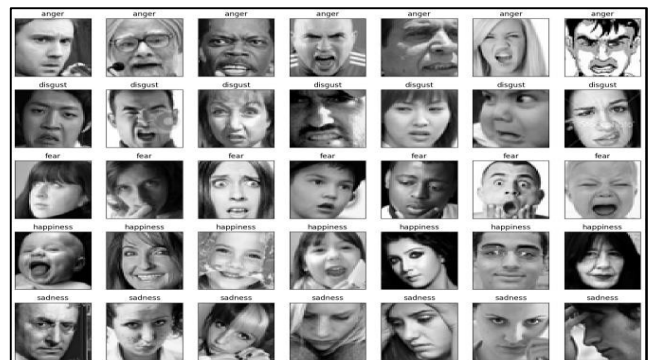 anger anger anger anger anger anger anger
disgust disgust disgust disgust disgust disgust disgust
fear fear fear fear fear fear fear
happiness happiness happiness happiness happiness happiness happiness
sadness sadness sadness sadness sadness sadness sadness